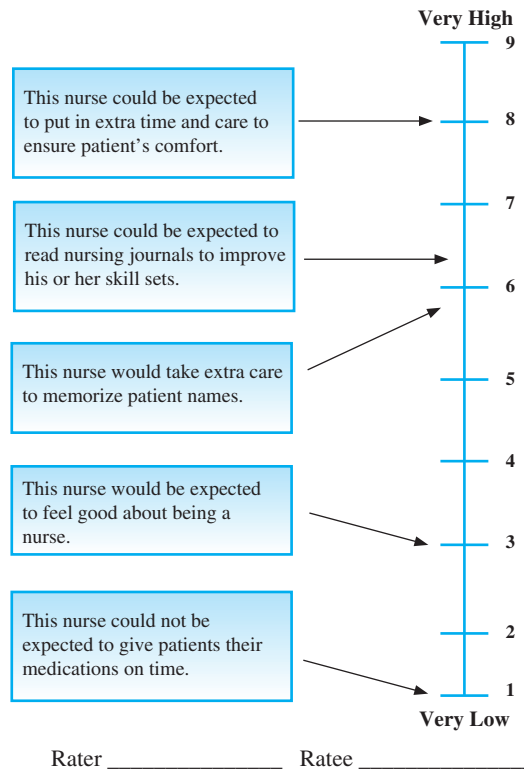 Very High
9
This nurse could be expected
to put in extra time and care to
ensure patient's comfort.
8
7
This nurse could be expected to
read nursing journals to improve
his or her skill sets.
6
This nurse would take extra care
to memorize patient names.
5
4
This nurse would be expected
to feel good about being a
nurse.
3
This nurse could not be
expected to give patients their
medications on time.
2
1
Very Low
Rater ________________ Ratee ________________